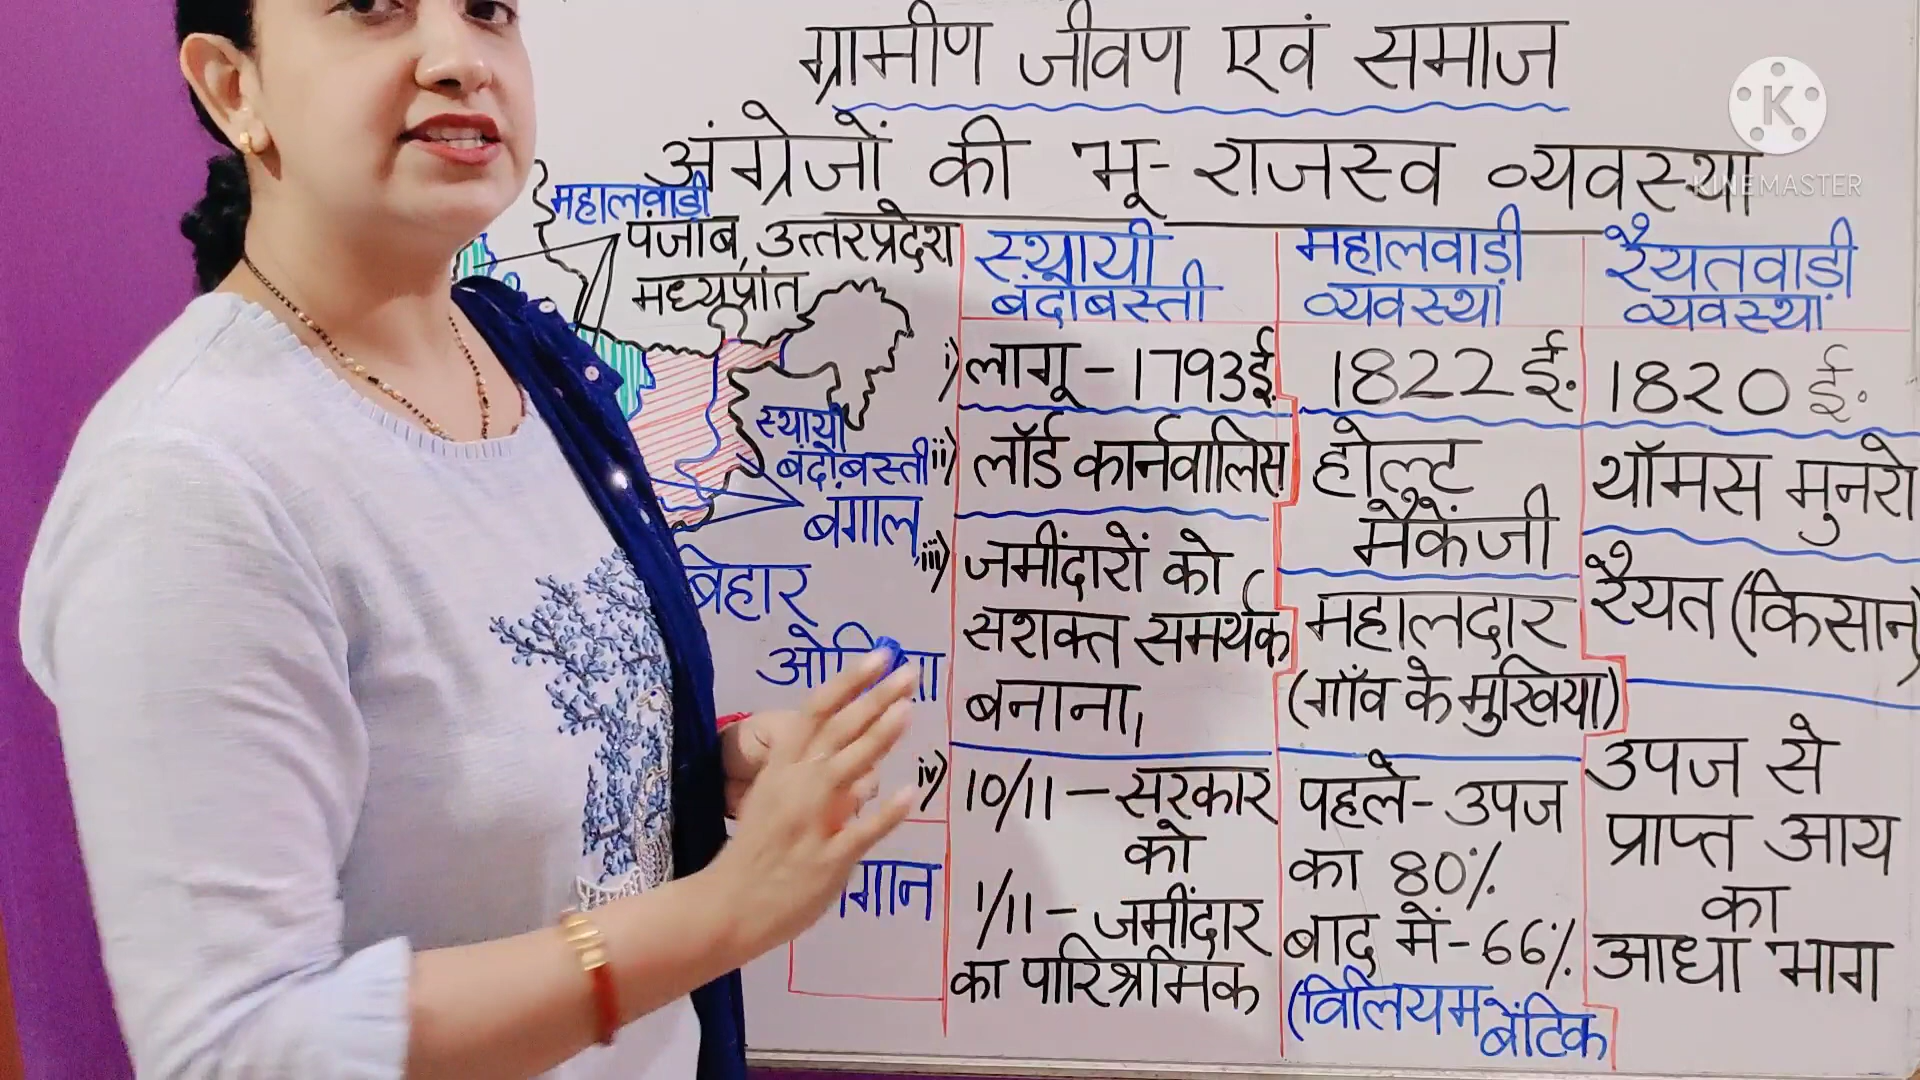 ग्रामीण जीवण एवं समाज
अंग्रेजों की भू-राजस्व व्यवस्था
KINEMASTER
महालवाडी
पंजाब, उत्तरप्रदेश
मध्यप्रांत
स्थायी
बंदोबस्ती
बंगाल,
बिहार
स्थायी
बंदोबस्ती
i) लागू - 1793ई.
ii) लॉर्ड कार्नवालिस
iii) जमींदारों को
सशक्त समर्थक
बनाना,
iv) 10/11 - सरकार
को
1/11 - जमींदार
का पारिश्रमिक
महालवाड़ी
व्यवस्था
1822 ई.
होल्ट
मैकेंजी
महालदार
(गाँव के मुखिया)
पहले - उपज
का 80%.
बाद में - 66%.
(विलियम बेंटिक
रैयतवाडी
व्यवस्था
1820 ई.
थॉमस मुनरो
रैयत (किसान)
उपज से
प्राप्त आय
का
आधा भाग